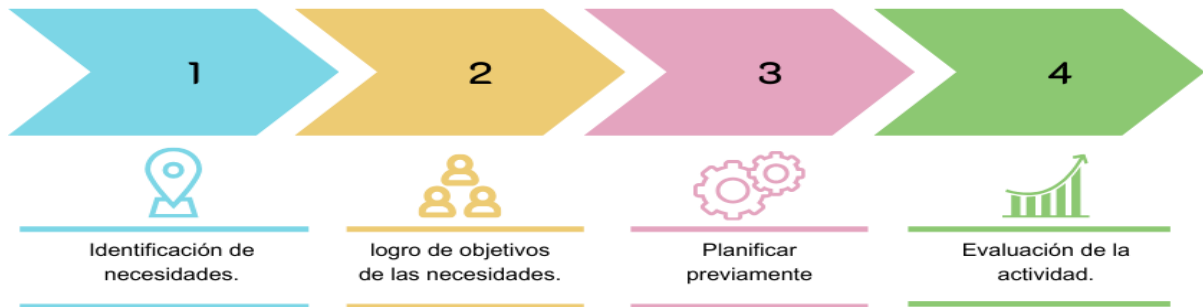 1
2
3
4
Identificación de
necesidades.
logro de objetivos
de las necesidades.
Planificar
previamente
Evaluación de la
actividad.